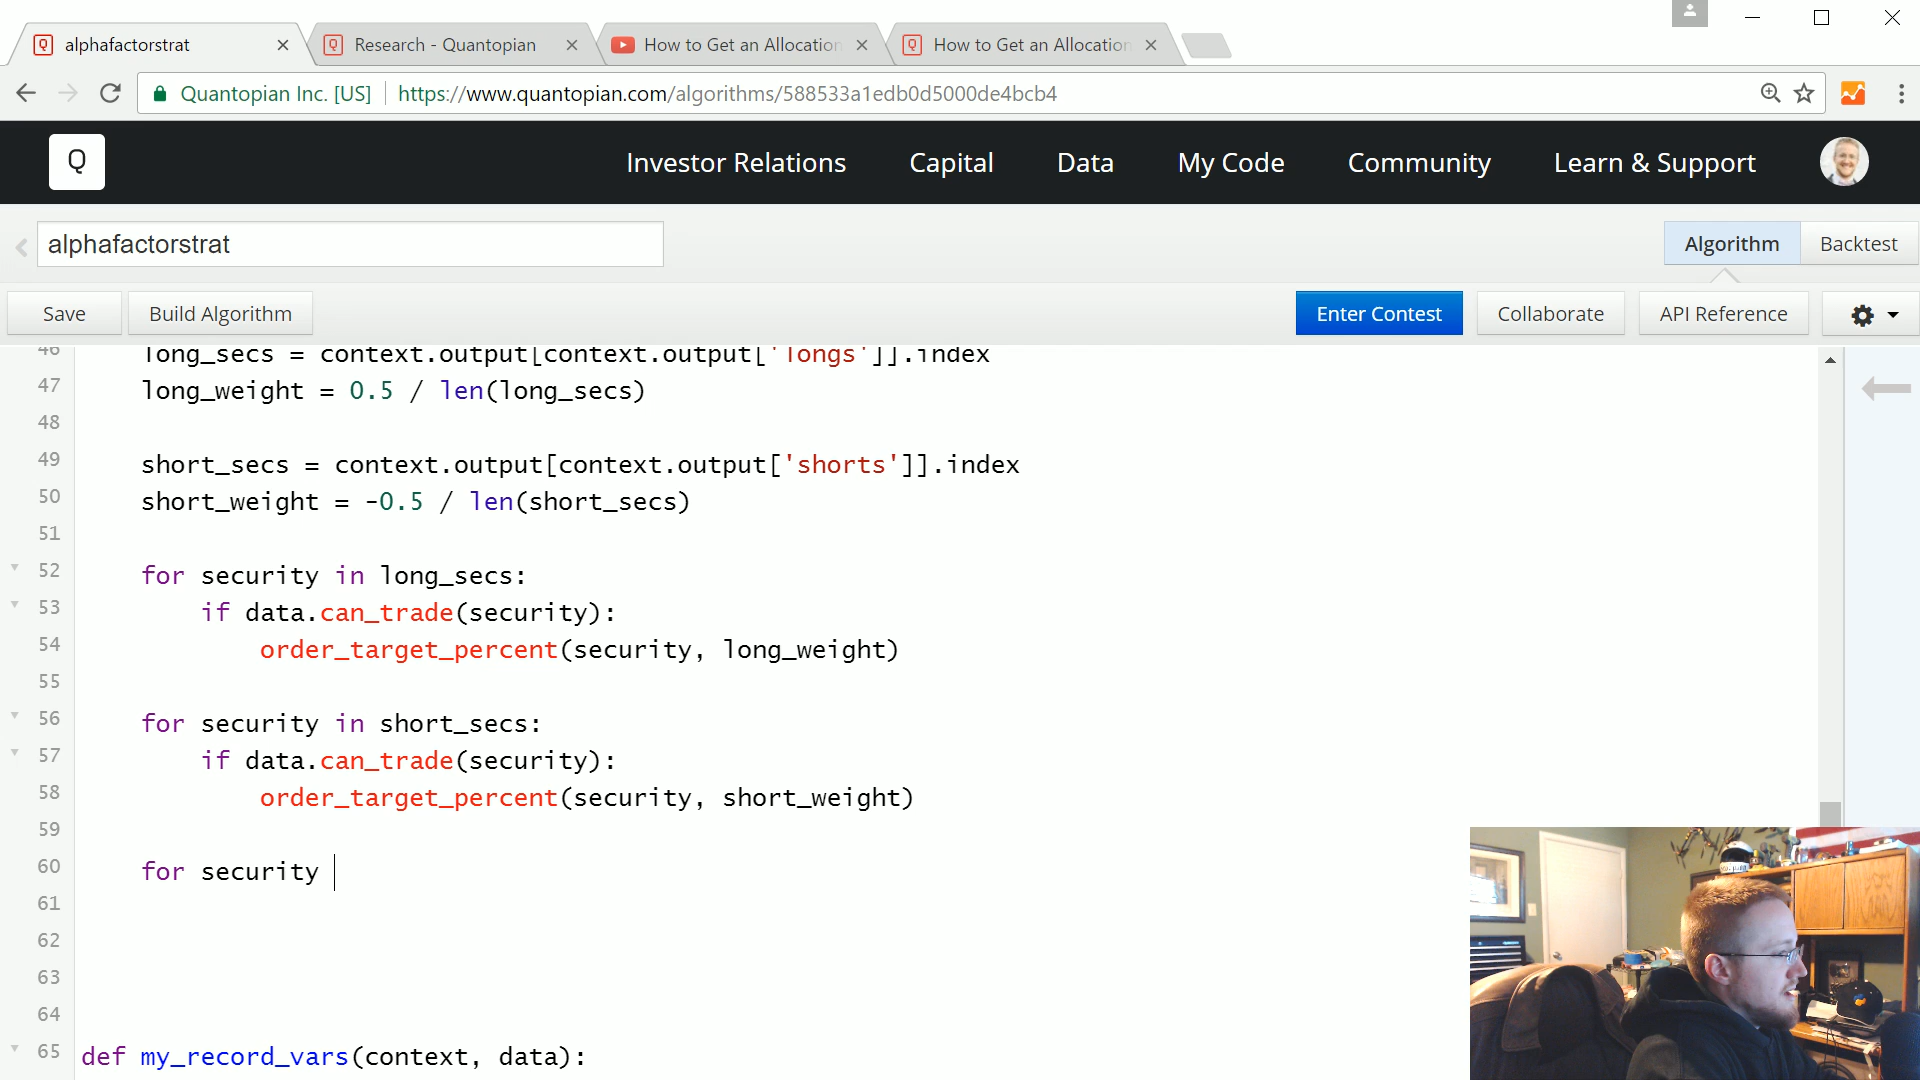 alphafactorstrat
Research - Quantopian
How to Get an Allocation
How to Get an Allocation
Quantopian Inc. [US]
https://www.quantopian.com/algorithms/588533a1edb0d5000de4bcb4
Q
Investor Relations
Capital
Data
My Code
Community
Learn & Support
alphafactorstrat
Algorithm
Backtest
Save
Build Algorithm
Enter Contest
Collaborate
API Reference
46 long_secs = context.output[context.output['longs']].index
47 long_weight = 0.5 / len(long_secs)
48
49 short_secs = context.output[context.output['shorts']].index
50 short_weight = -0.5 / len(short_secs)
51
52 for security in long_secs:
53 if data.can_trade(security):
54 order_target_percent(security, long_weight)
55
56 for security in short_secs:
57 if data.can_trade(security):
58 order_target_percent(security, short_weight)
59
60 for security
61
62
63
64
65 def my_record_vars(context, data):